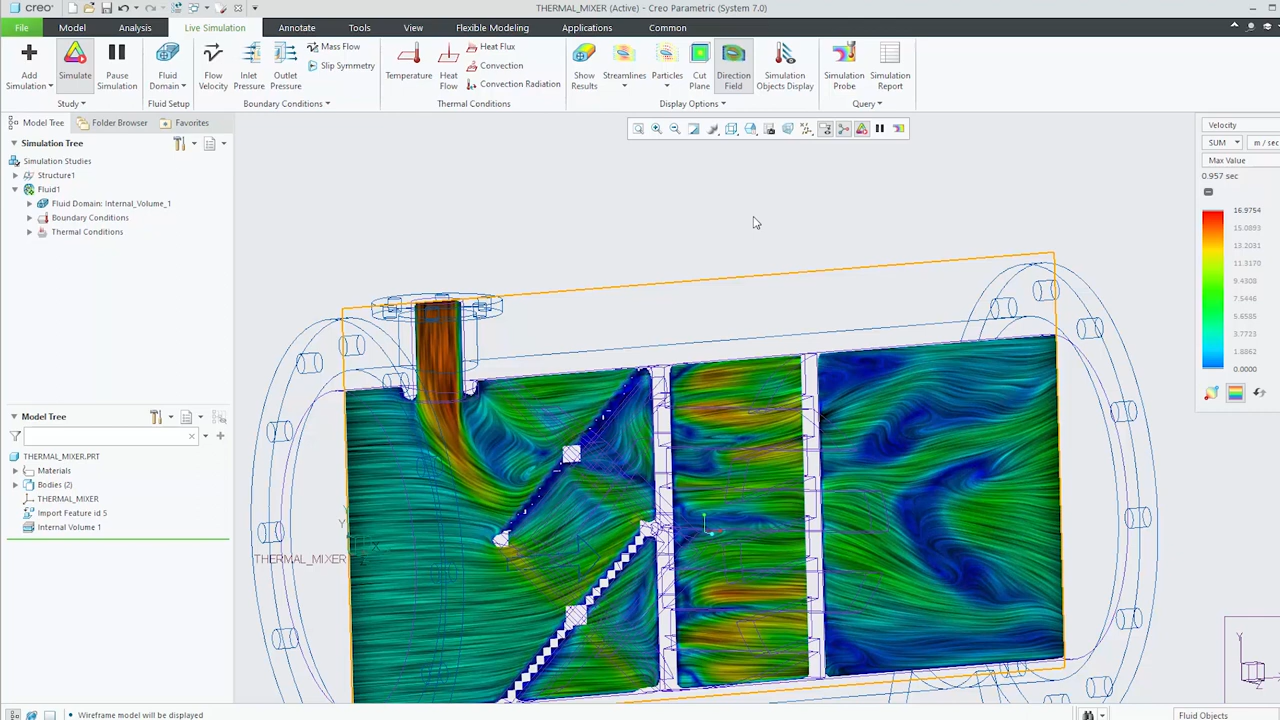 creo
THERMAL_MIXER (Active) - Creo Parametric (System 7.0)
File Model Analysis Live Simulation Annotate Tools View Flexible Modeling Applications Common
Add Simulation
Simulate
Pause Simulation
Study
Fluid Domain
Fluid Setup
Flow Velocity
Inlet Pressure
Outlet Pressure
Mass Flow
Slip Symmetry
Boundary Conditions
Temperature
Heat Flow
Heat Flux
Convection
Convection Radiation
Thermal Conditions
Show Results
Streamlines
Particles
Cut Plane
Direction Field
Simulation Objects Display
Display Options
Simulation Probe
Simulation Report
Query
Model Tree Folder Browser Favorites
Simulation Tree
Simulation Studies
Structure1
Fluid1
Fluid Domain: Internal_Volume_1
Boundary Conditions
Thermal Conditions
Model Tree
THERMAL_MIXER.PRT
Materials
Bodies (2)
THERMAL_MIXER
Import Feature id 5
Internal Volume 1
Velocity
SUM m / sec
Max Value
0.957 sec
16.9754
15.0893
13.2031
11.3170
9.4308
7.5446
5.6585
3.7723
1.8862
0.0000
Y
X
Z
THERMAL_MIXER
Y
Z
Wireframe model will be displayed
Fluid Objects